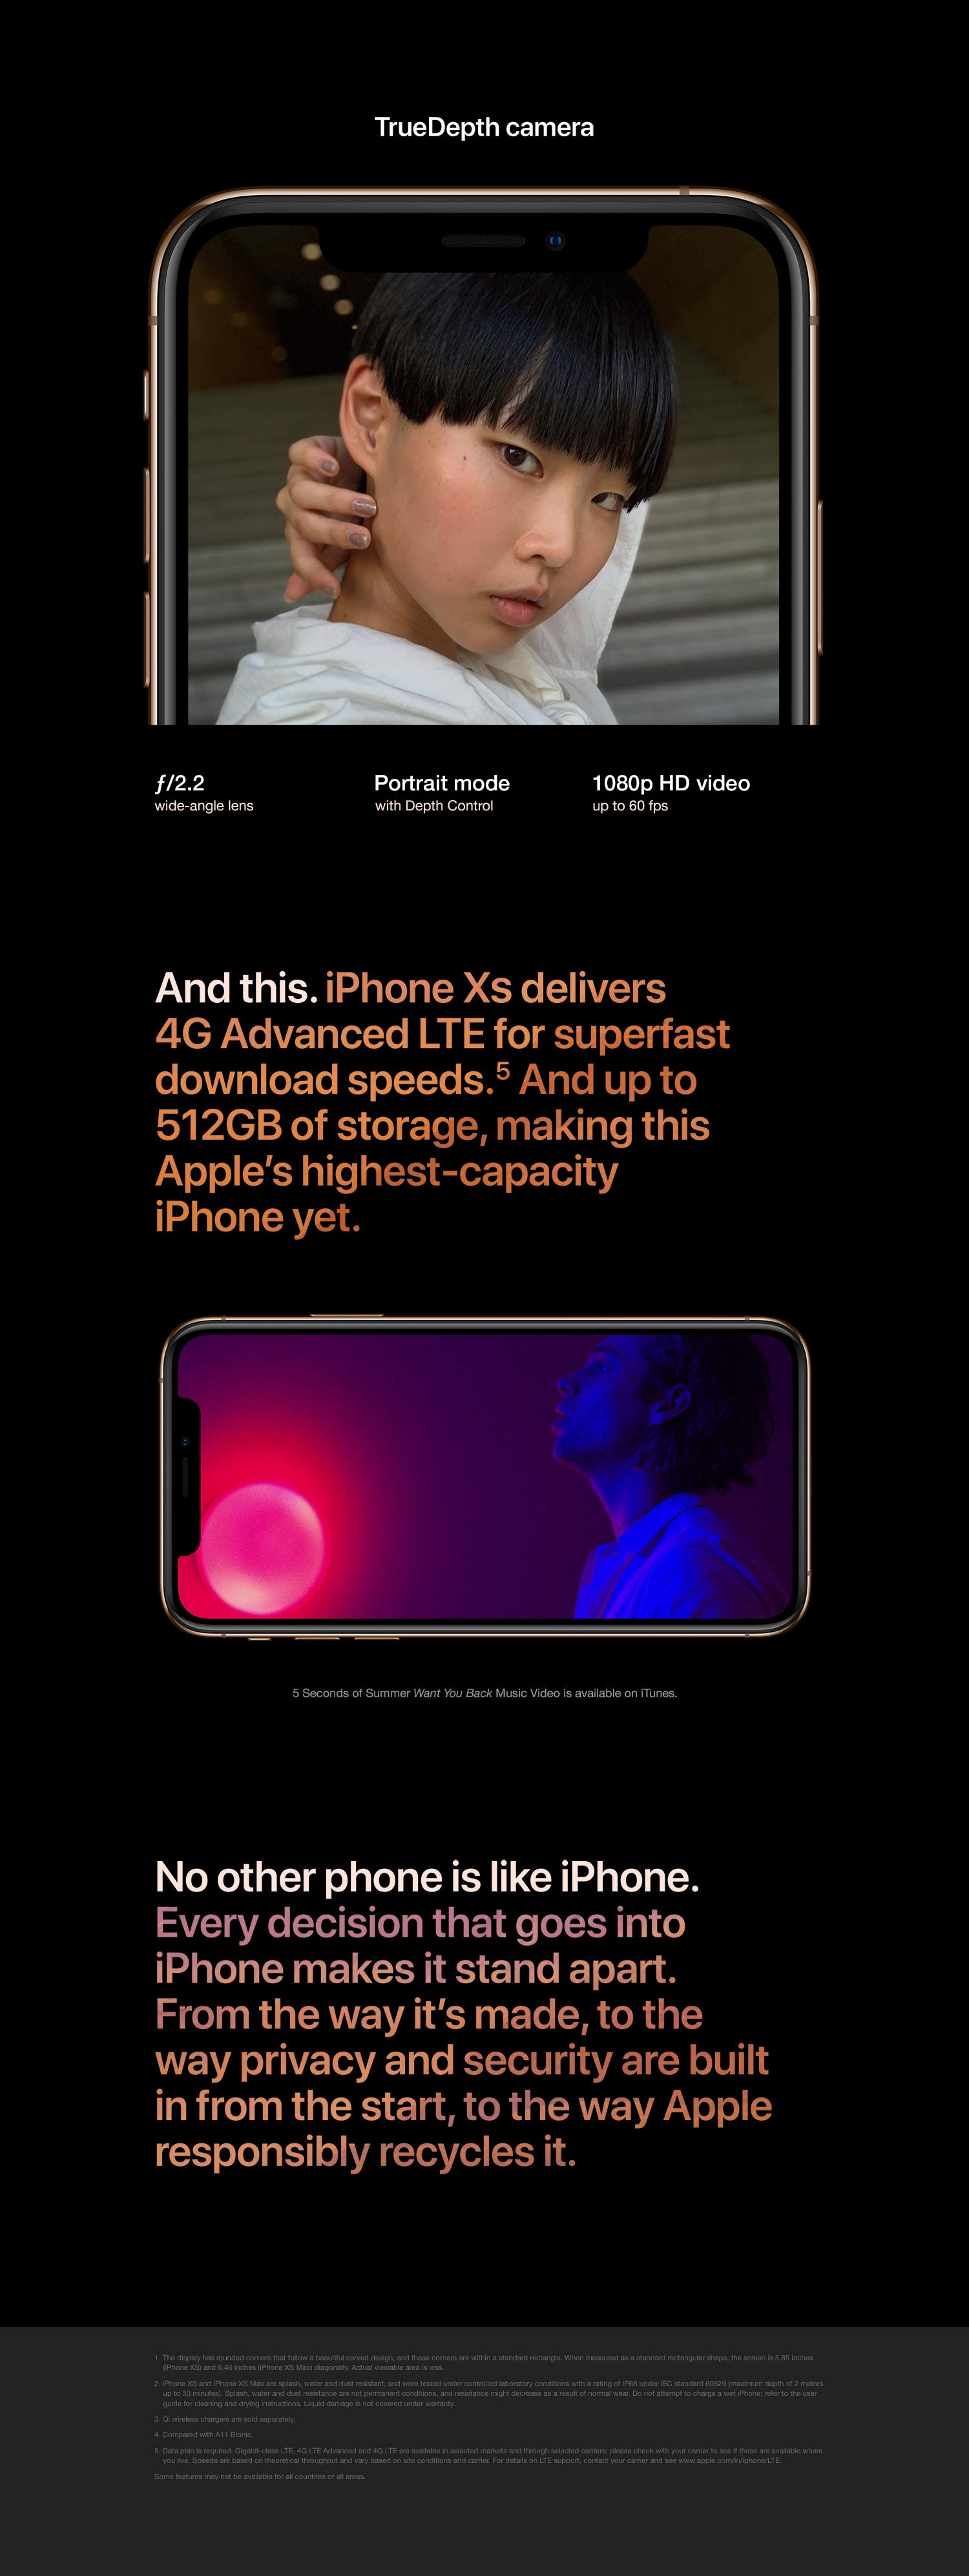 TrueDepth camera
ƒ/2.2
wide-angle lens
Portrait mode
with Depth Control
1080p HD video
up to 60 fps
And this. iPhone Xs delivers
4G Advanced LTE for superfast
download speeds.⁵ And up to
512GB of storage, making this
Apple’s highest-capacity
iPhone yet.
5 Seconds of Summer Want You Back Music Video is available on iTunes.
No other phone is like iPhone.
Every decision that goes into
iPhone makes it stand apart.
From the way it’s made, to the
way privacy and security are built
in from the start, to the way Apple
responsibly recycles it.
1. The display has rounded corners that follow a beautiful curved design, and these corners are within a standard rectangle. When measured as a standard rectangular shape, the screen is 5.85 inches
(iPhone XS) and 6.46 inches (iPhone XS Max) diagonally. Actual viewable area is less.
2. iPhone XS and iPhone XS Max are splash, water and dust resistant, and were tested under controlled laboratory conditions with a rating of IP68 under IEC standard 60529 (maximum depth of 2 metres
up to 30 minutes). Splash, water and dust resistance are not permanent conditions, and resistance might decrease as a result of normal wear. Do not attempt to charge a wet iPhone; refer to the user
guide for cleaning and drying instructions. Liquid damage is not covered under warranty.
3. Qi wireless chargers are sold separately.
4. Compared with A11 Bionic.
5. Data plan is required. Gigabit-class LTE, 4G LTE Advanced and 4G LTE are available in selected markets and through selected carriers; please check with your carrier to see if these are available where
you live. Speeds are based on theoretical throughput and vary based on site conditions and carrier. For details on LTE support, contact your carrier and see www.apple.com/in/iphone/LTE.
Some features may not be available for all countries or all areas.